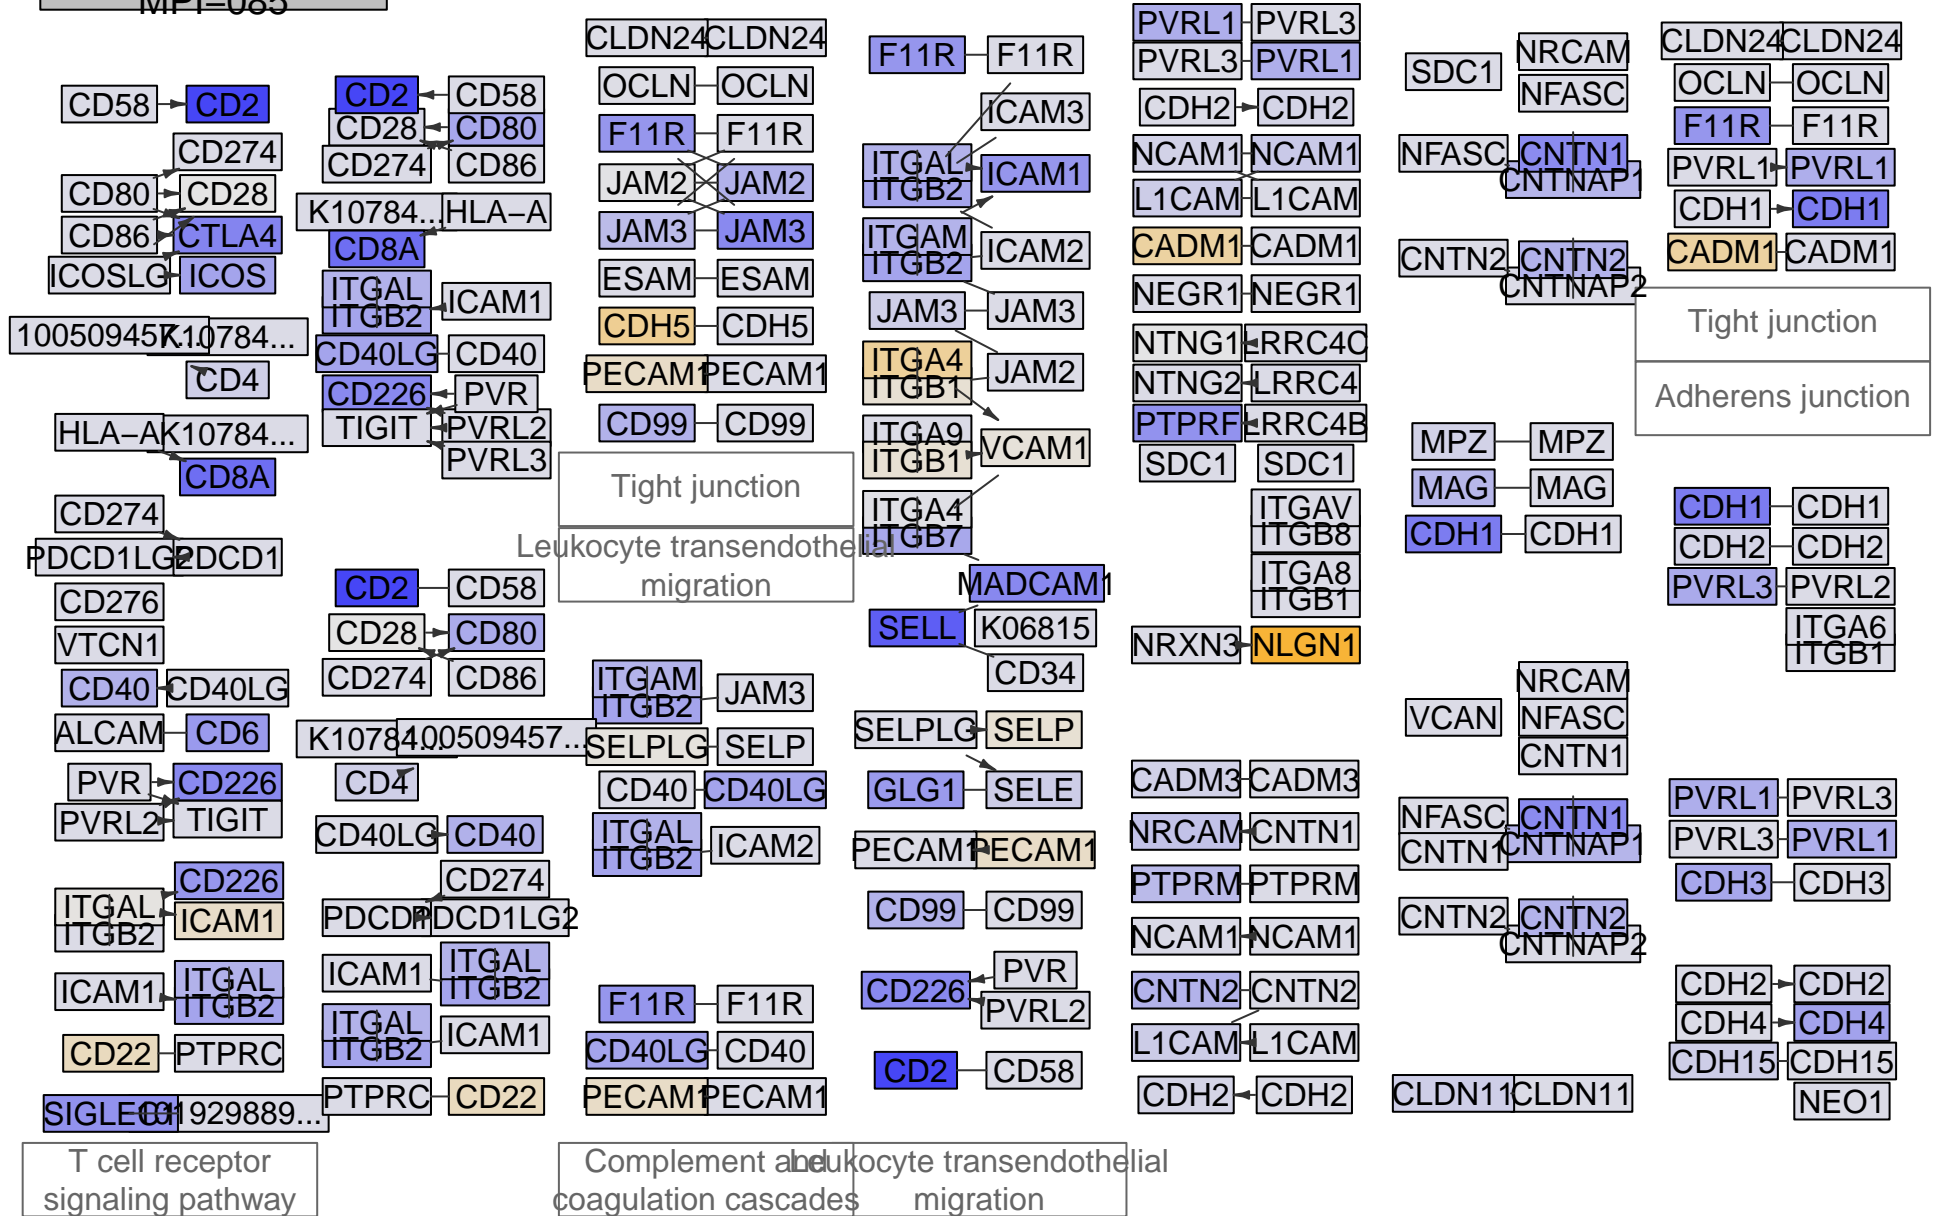 MPI–085
CD58
CD2
CD274
CD80
CD28
CD86
CTLA4
ICOSLG
ICOS
100509457...
K10784...
CD4
HLA–A
K10784...
CD8A
CD274
PDCD1LG2
PDCD1
CD276
VTCN1
CD40
CD40LG
ALCAM
CD6
PVR
CD226
PVRL2
TIGIT
CD226
ITGAL
ICAM1
ITGB2
ICAM1
ITGAL
ITGB2
CD22
PTPRC
T cell receptor
signaling pathway
CD2
CD58
CD28
CD80
CD274
CD86
K10784...
HLA–A
CD8A
ITGAL
ITGB2
ICAM1
CD40LG
CD40
CD226
PVR
TIGIT
PVRL2
PVRL3
CD2
CD58
CD28
CD80
CD274
CD86
K10784...
100509457...
CD4
CD40LG
CD40
CD274
PDCD1LG2
ICAM1
ITGAL
ITGB2
ITGAL
ITGB2
ICAM1
PTPRC
CD22
CLDN24
CLDN24
OCLN
OCLN
F11R
F11R
JAM2
JAM2
JAM3
JAM3
ESAM
ESAM
CDH5
CDH5
PECAM1
PECAM1
CD99
CD99
Tight junction
Leukocyte transendothelial
migration
ITGAM
ITGB2
JAM3
SELPLG
SELP
CD40
CD40LG
ITGAL
ITGB2
ICAM2
F11R
F11R
CD40LG
CD40
PECAM1
PECAM1
Complement and
coagulation cascades
F11R
F11R
ICAM3
ITGAL
ITGB2
ICAM1
ITGAM
ITGB2
ICAM2
JAM3
JAM3
ITGA4
ITGB1
JAM2
ITGA9
ITGB1
VCAM1
ITGA4
ITGB7
MADCAM1
SELL
K06815
CD34
SELPLG
SELP
GLG1
SELE
PECAM1
PECAM1
CD99
CD99
CD226
PVR
PVRL2
CD2
CD58
Leukocyte transendothelial
migration
PVRL1
PVRL3
PVRL3
PVRL1
CDH2
CDH2
NCAM1
NCAM1
L1CAM
L1CAM
CADM1
CADM1
NEGR1
NEGR1
NTNG1
LRRC4C
NTNG2
LRRC4
PTPRF
LRRC4B
SDC1
SDC1
ITGAV
ITGB8
ITGA8
ITGB1
NRXN3
NLGN1
CADM3
CADM3
NRCAM
CNTN1
PTPRM
PTPRM
NCAM1
NCAM1
CNTN2
CNTN2
L1CAM
L1CAM
CDH2
CDH2
SDC1
NRCAM
NFASC
NFASC
CNTN1
CNTNAP1
CNTN2
CNTN2
CNTNAP2
MPZ
MPZ
MAG
MAG
CDH1
CDH1
VCAN
NRCAM
NFASC
CNTN1
NFASC
CNTN1
CNTN1
CNTNAP1
CNTN2
CNTN2
CNTNAP2
CLDN11
CLDN11
CLDN24
CLDN24
OCLN
OCLN
F11R
F11R
PVRL1
PVRL1
CDH1
CDH1
CADM1
CADM1
Tight junction
Adherens junction
CDH1
CDH1
CDH2
CDH2
PVRL3
PVRL2
ITGA6
ITGB1
PVRL1
PVRL3
PVRL3
PVRL1
CDH3
CDH3
CDH2
CDH2
CDH4
CDH4
CDH15
CDH15
NEO1